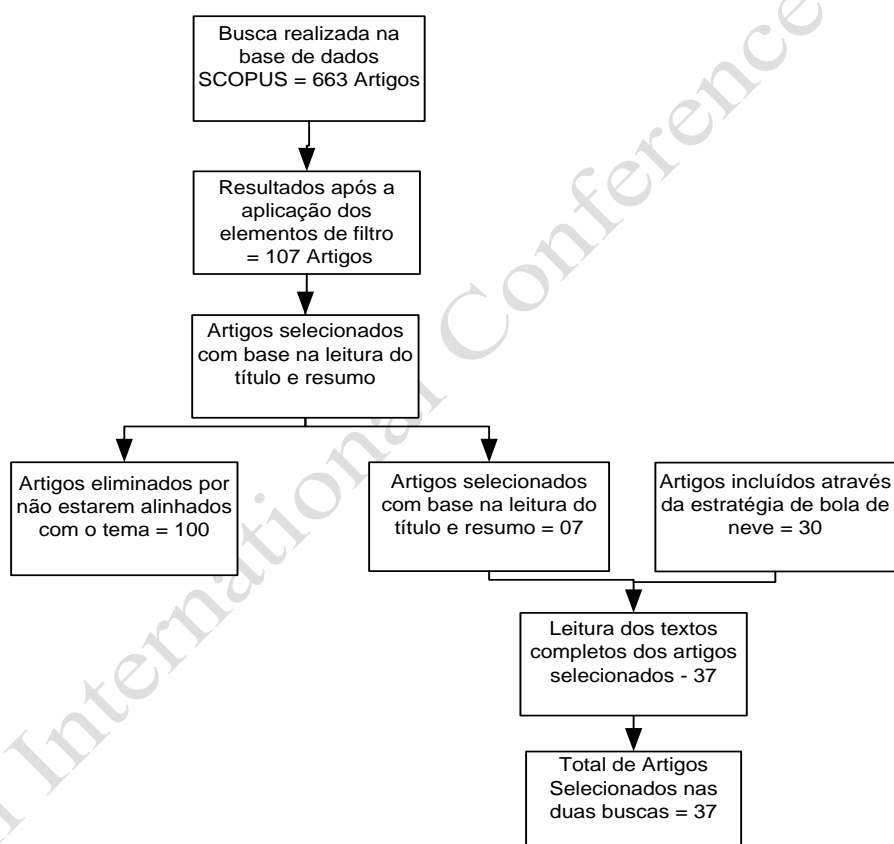 Busca realizada na
base de dados
SCOPUS = 663 Artigos
Resultados após a
aplicação dos
elementos de filtro
= 107 Artigos
Artigos selecionados
com base na leitura do
título e resumo
Artigos eliminados por
não estarem alinhados
com o tema = 100
Artigos selecionados
com base na leitura do
título e resumo = 07
Artigos incluídos através
da estratégia de bola de
neve = 30
Leitura dos textos
completos dos artigos
selecionados - 37
Total de Artigos
Selecionados nas
duas buscas = 37
International Conference